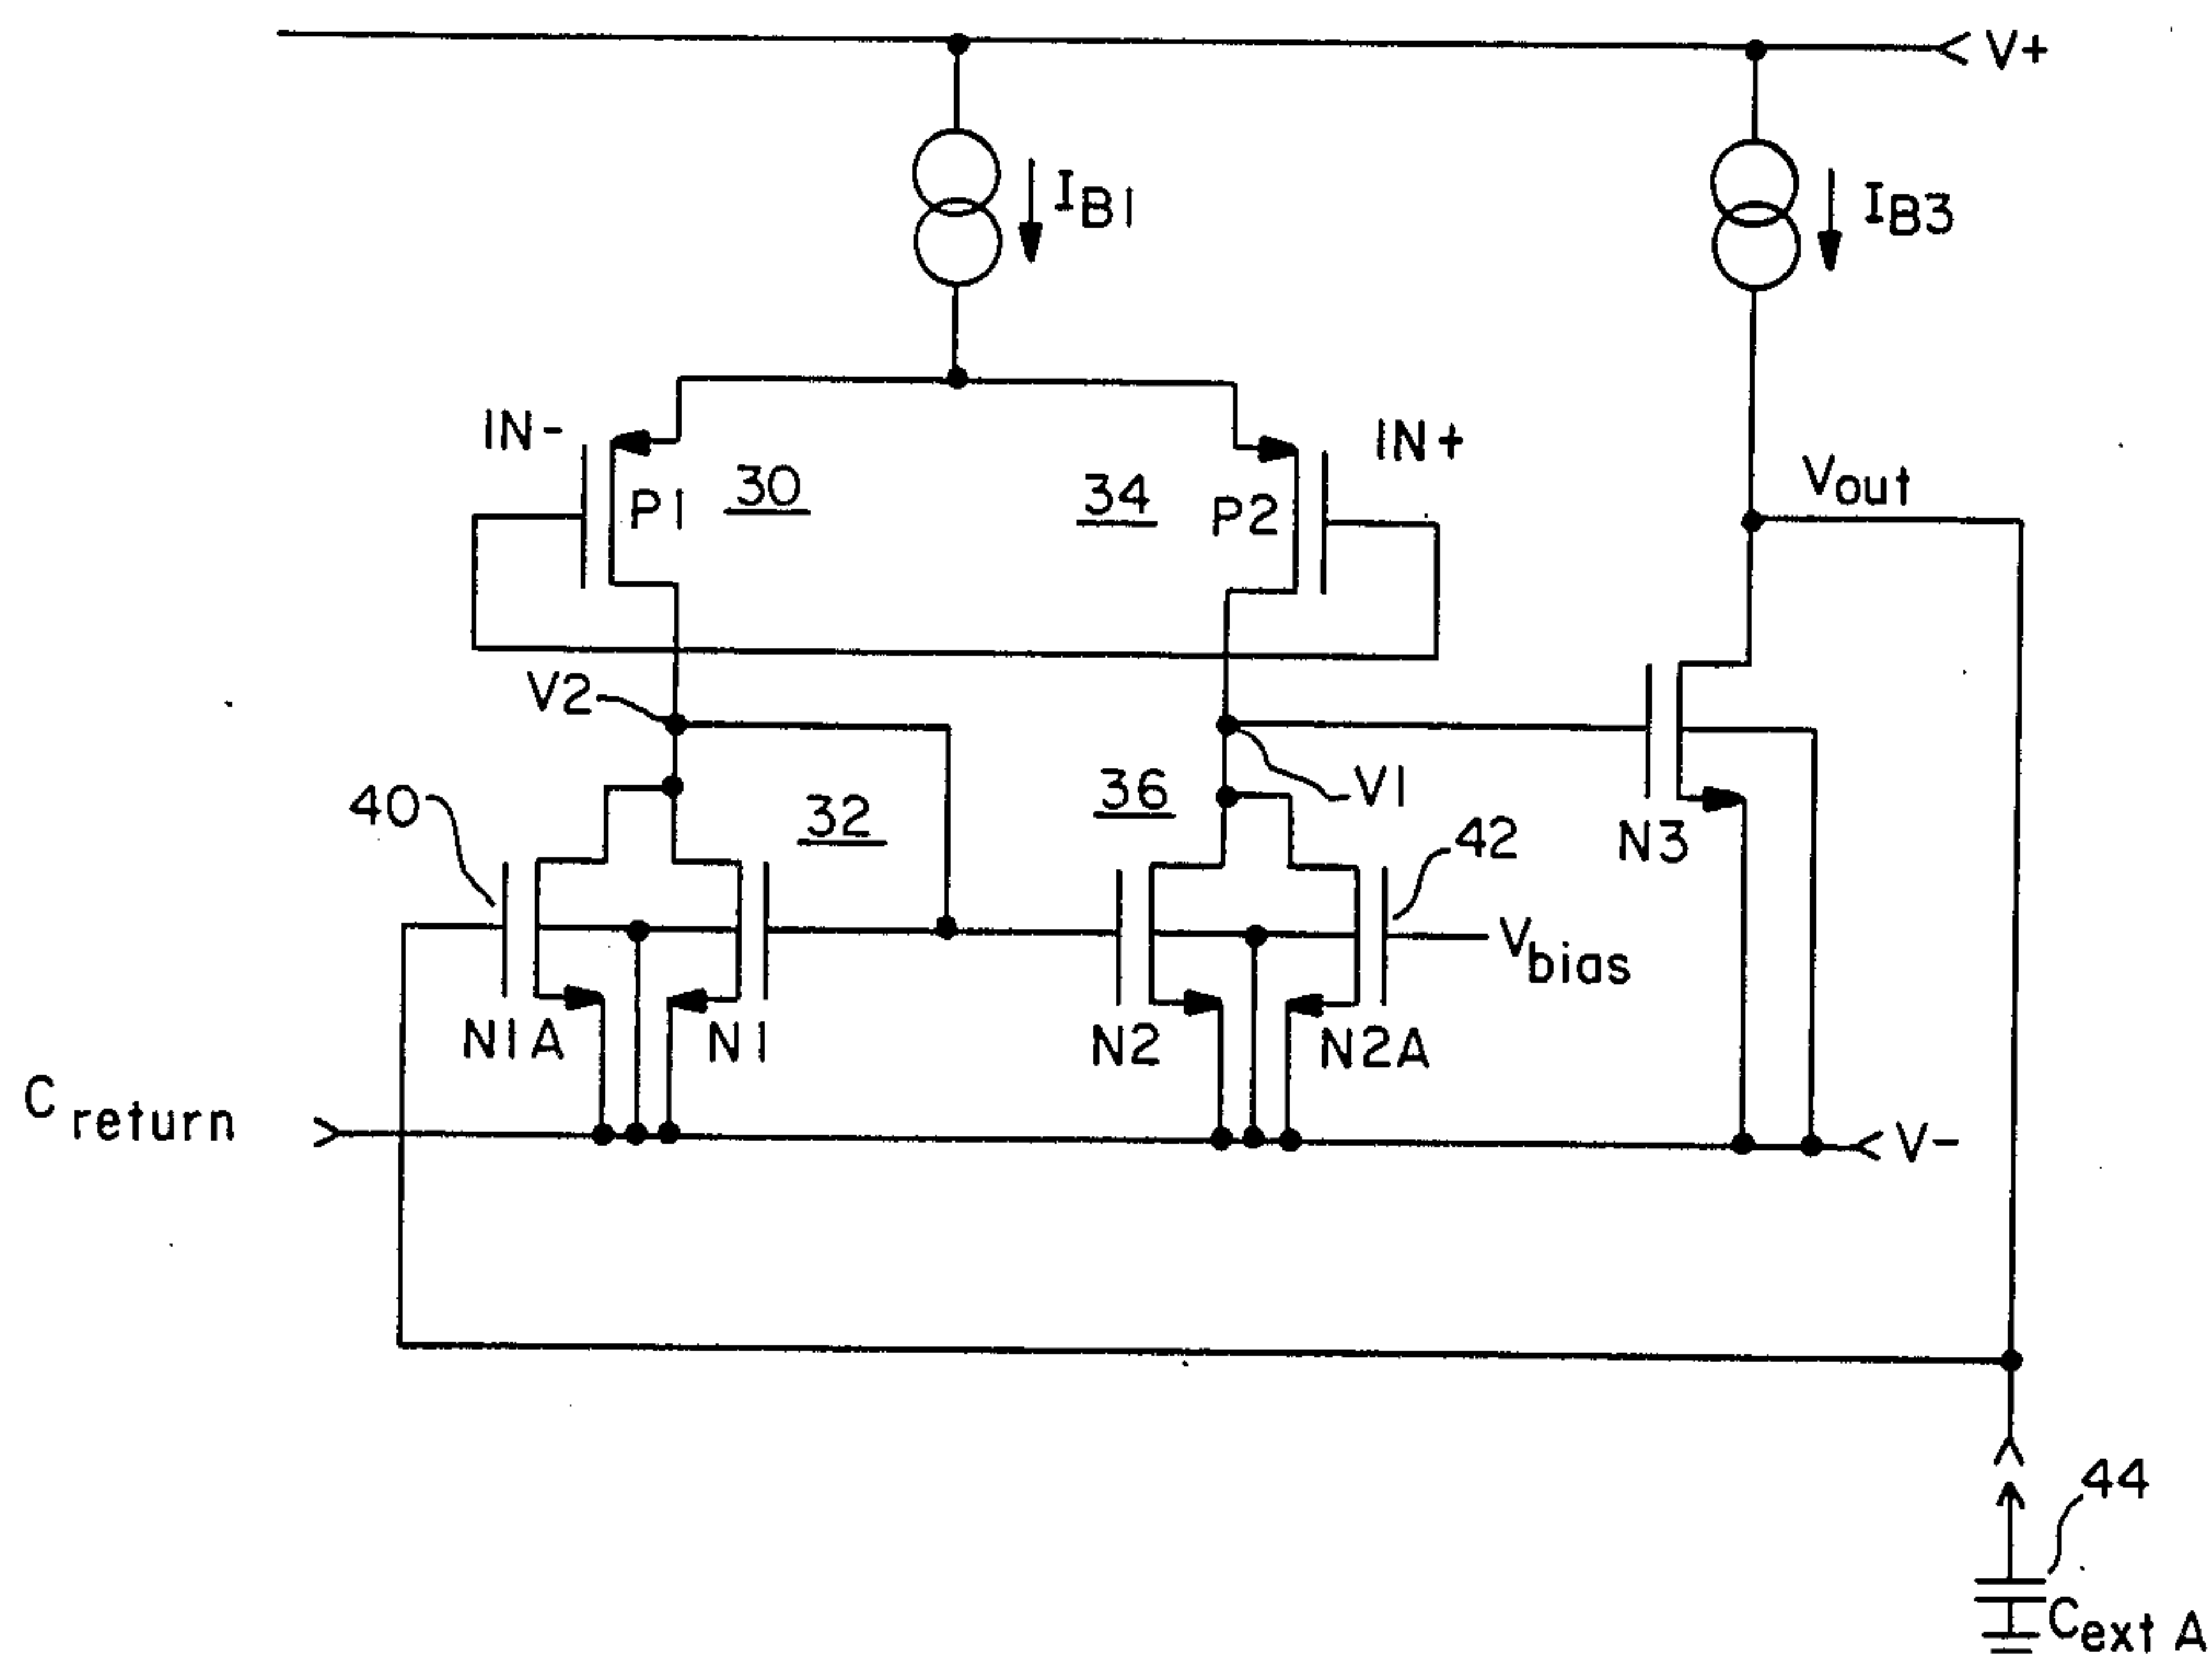 V+
IB1
IB3
IN-
IN+
P1
30
34
P2
Vout
V2
V1
40
32
36
42
N3
Vbias
N1A
N1
N2
N2A
C return
V-
44
Cext A